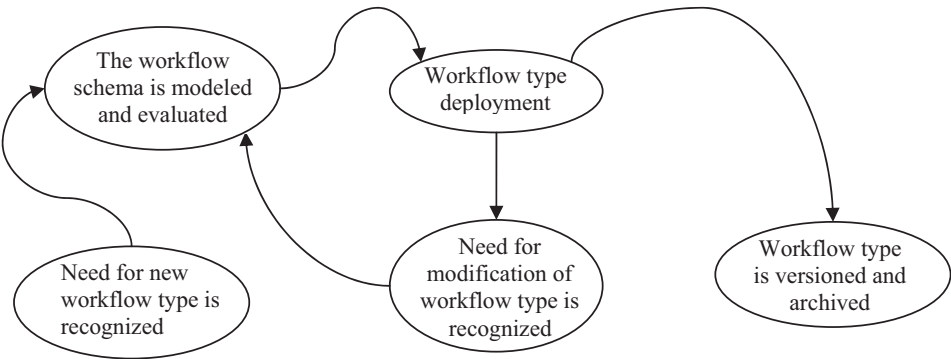 The workflow
schema is modeled
and evaluated
Workflow type
deployment
Need for new
workflow type is
recognized
Need for
modification of
workflow type is
recognized
Workflow type
is versioned and
archived